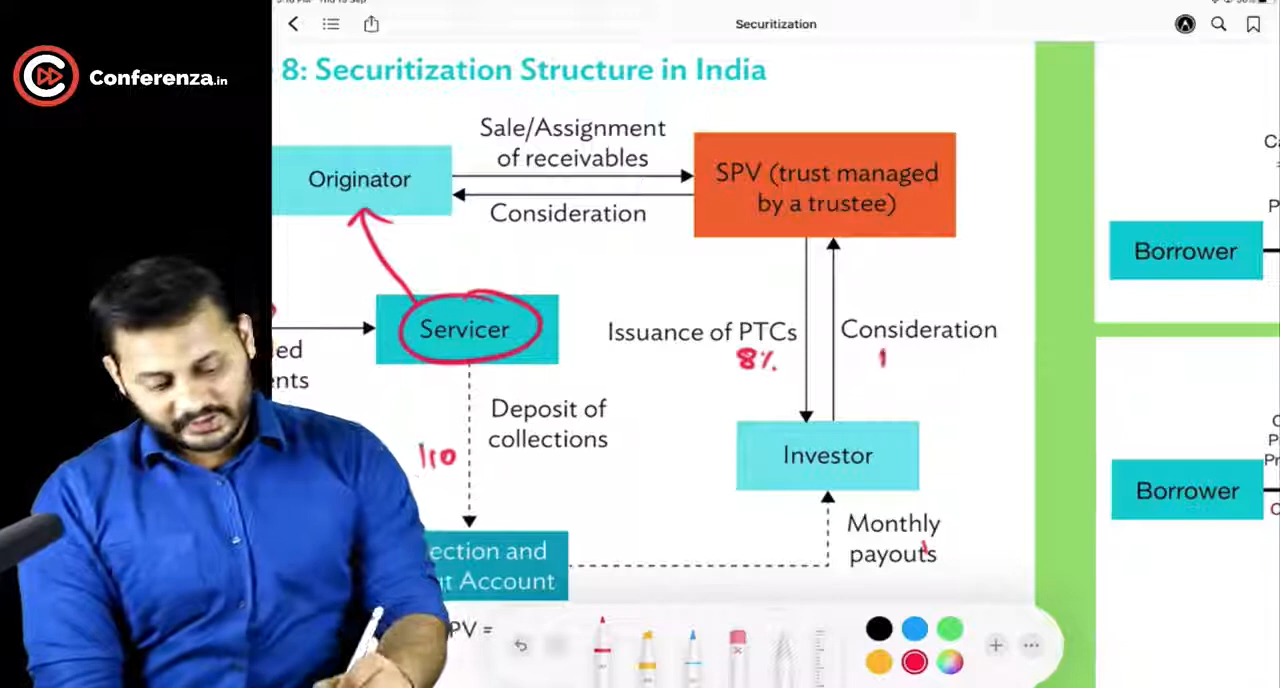 Securitization
Conferenza.in
8: Securitization Structure in India
Sale/Assignment
of receivables
Originator
SPV (trust managed
by a trustee)
Consideration
Borrower
Servicer
Issuance of PTCs
Consideration
8%
1
Deposit of
collections
110
Investor
Borrower
Monthly
payouts
ection and
Account
PV =